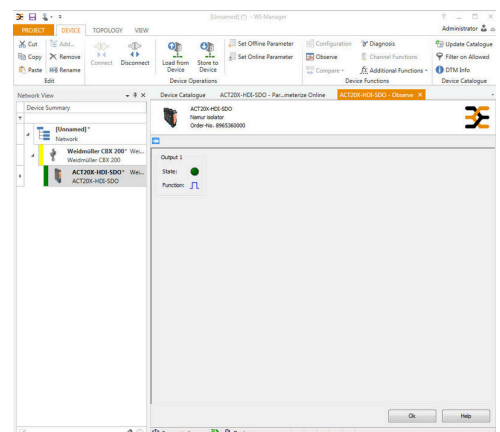 [Unnamed] (*) - WI-Manager
PROJECT DEVICE TOPOLOGY VIEW Administrator
Cut Add... Connect Disconnect Load from Device Store to Device Set Offline Parameter Configuration Diagnosis Update Catalogue
Copy Remove Set Online Parameter Observe Channel Functions Filter on Allowed
Paste Rename Compare Additional Functions DTM Info
Edit Device Operations Device Functions Device Catalogue
Network View
Device Catalogue ACT20X-HDI-SDO - Par...meterize Online ACT20X-HDI-SDO - Observe X
Device Summary
[Unnamed] *
Network
Weidmüller CBX 200* Wei...
Weidmüller CBX 200
ACT20X-HDI-SDO* Wei...
ACT20X-HDI-SDO
ACT20X-HDI-SDO
Namur isolator
Order-No. 8965360000
Output 1
State:
Function:
Ok Help